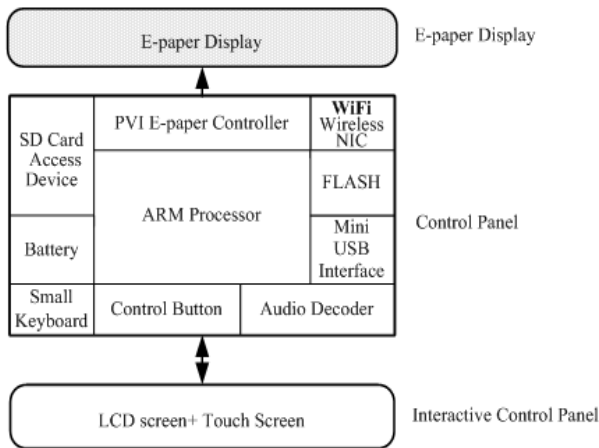 E-paper Display
E-paper Display
PVI E-paper Controller
WiFi
Wireless
NIC
SD Card
Access
Device
FLASH
ARM Processor
Control Panel
Mini
USB
Interface
Battery
Small
Keyboard
Control Button
Audio Decoder
LCD screen+ Touch Screen
Interactive Control Panel